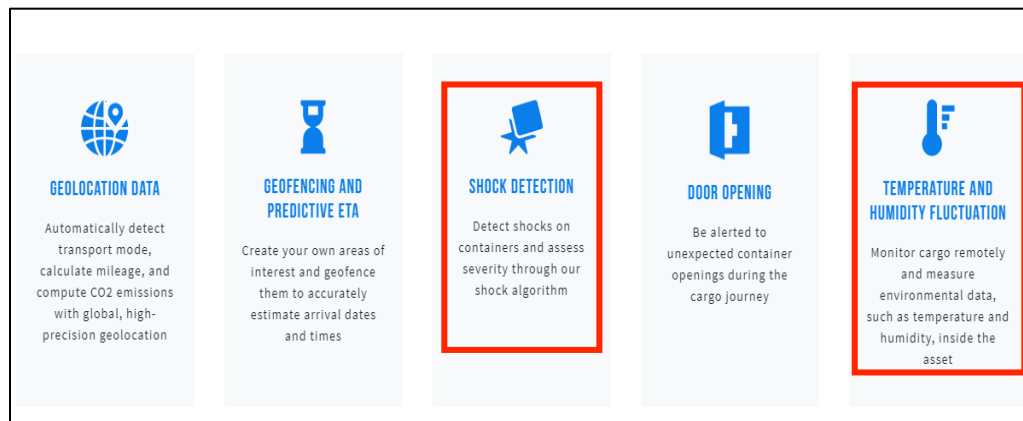 GEOLOCATION DATA
Automatically detect
transport mode,
calculate mileage, and
compute CO2 emissions
with global, high-
precision geolocation
GEOFENCING AND
PREDICTIVE ETA
Create your own areas of
interest and geofence
them to accurately
estimate arrival dates
and times
SHOCK DETECTION
Detect shocks on
containers and assess
severity through our
shock algorithm
DOOR OPENING
Be alerted to
unexpected container
openings during the
cargo journey
TEMPERATURE AND
HUMIDITY FLUCTUATION
Monitor cargo remotely
and measure
environmental data,
such as temperature and
humidity, inside the
asset